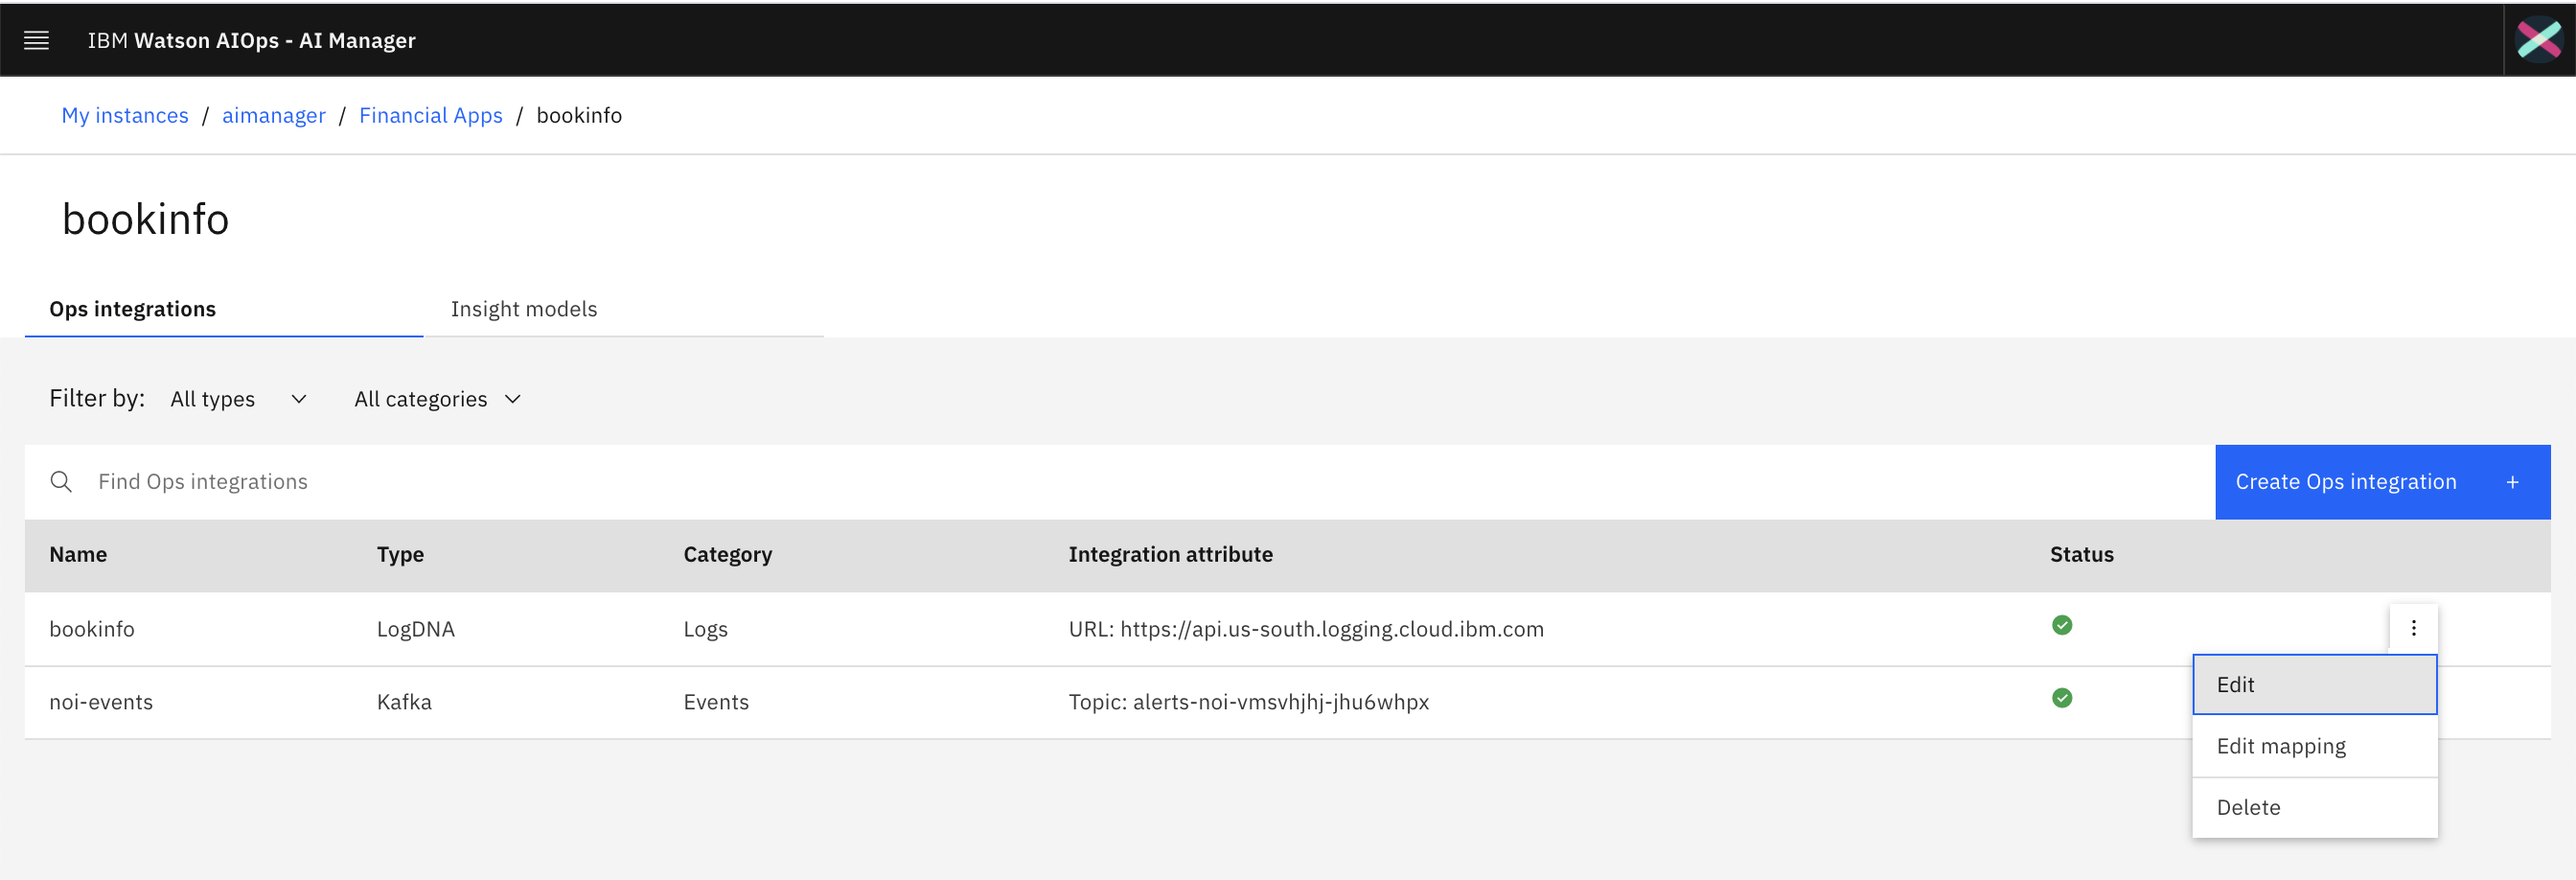 IBM Watson AIOps - AI Manager
My instances / aimanager / Financial Apps / bookinfo
bookinfo
Ops integrations Insight models
Filter by: All types All categories
Find Ops integrations Create Ops integration +
Name Type Category Integration attribute Status
bookinfo LogDNA Logs URL: https://api.us-south.logging.cloud.ibm.com
noi-events Kafka Events Topic: alerts-noi-vmsvhjhj-jhu6whpx
Edit
Edit mapping
Delete